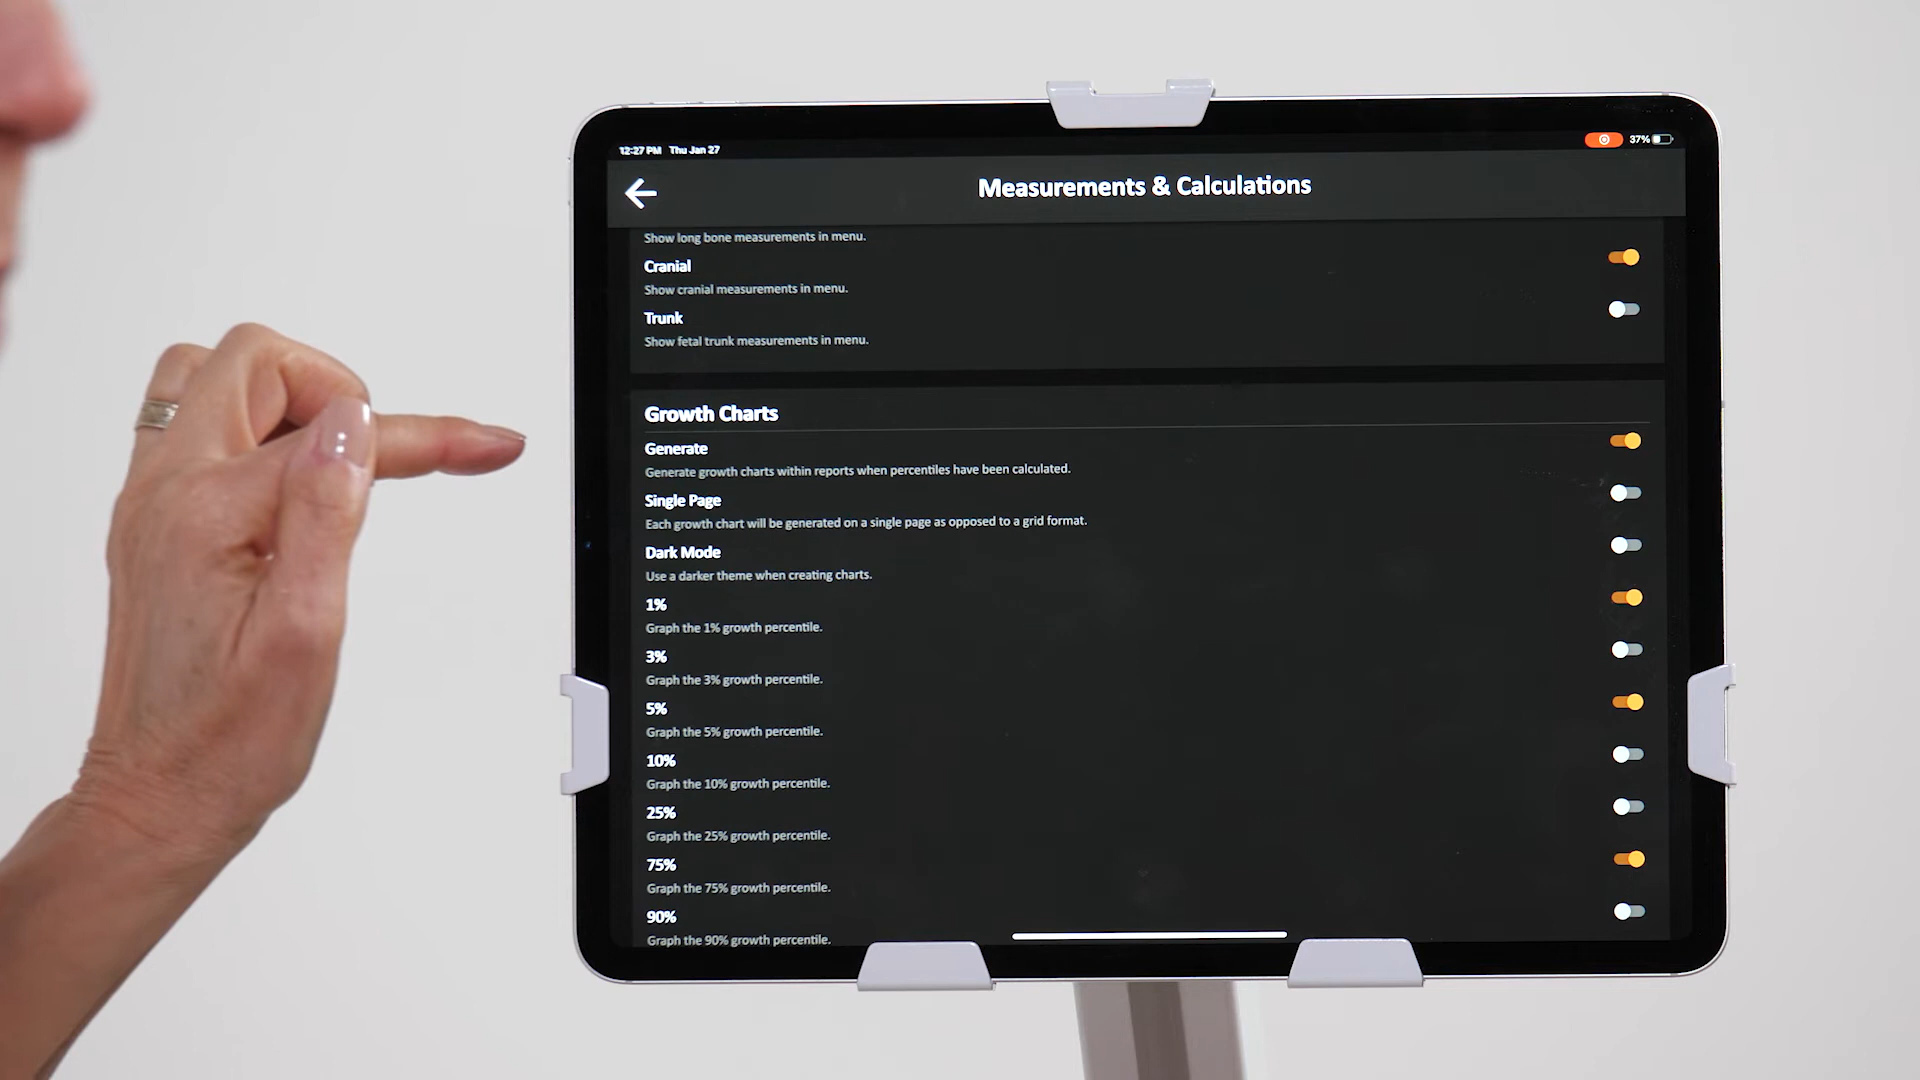 12:27 PM Thu Jan 27
37%
Measurements & Calculations
Show long bone measurements in menu.
Cranial
Show cranial measurements in menu.
Trunk
Show fetal trunk measurements in menu.
Growth Charts
Generate
Generate growth charts within reports when percentiles have been calculated.
Single Page
Each growth chart will be generated on a single page as opposed to a grid format.
Dark Mode
Use a darker theme when creating charts.
1%
Graph the 1% growth percentile.
3%
Graph the 3% growth percentile.
5%
Graph the 5% growth percentile.
10%
Graph the 10% growth percentile.
25%
Graph the 25% growth percentile.
75%
Graph the 75% growth percentile.
90%
Graph the 90% growth percentile.